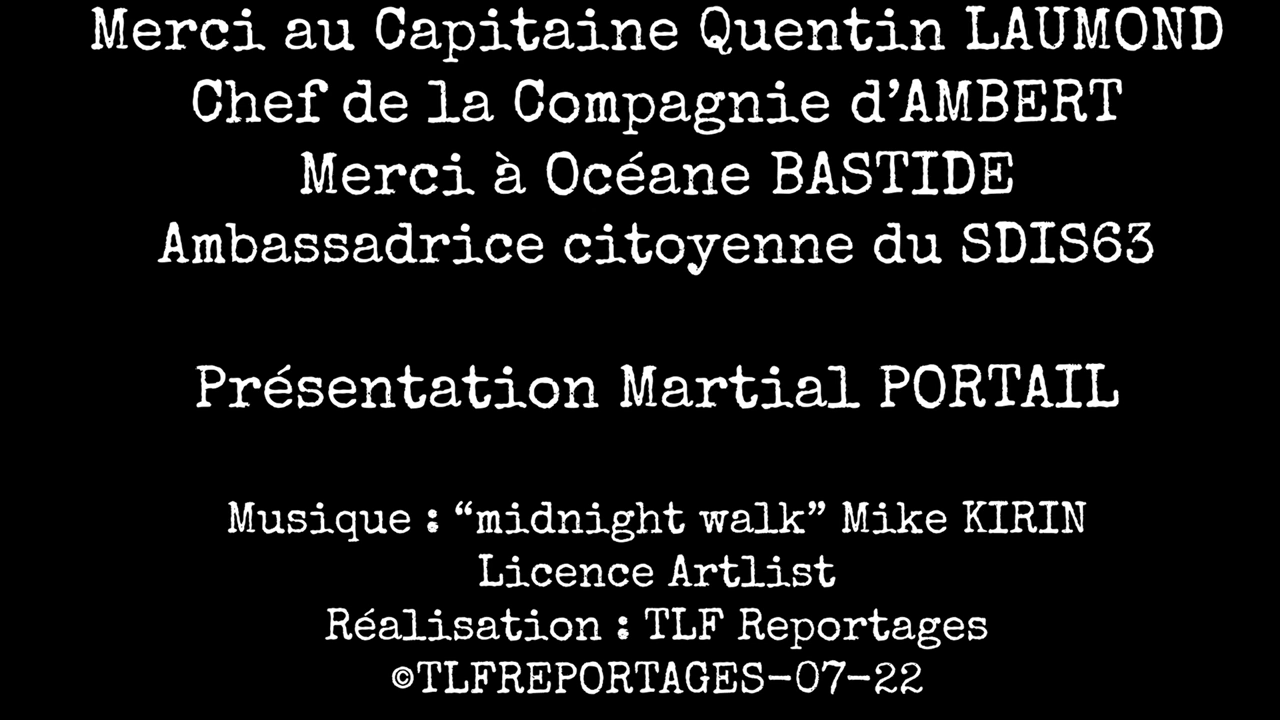 Merci au Capitaine Quentin LAUMOND
Chef de la Compagnie d’AMBERT
Merci à Océane BASTIDE
Ambassadrice citoyenne du SDIS63
Présentation Martial PORTAIL
Musique : “midnight walk” Mike KIRIN
Licence Artlist
Réalisation : TLF Reportages
©TLFREPORTAGES-07-22